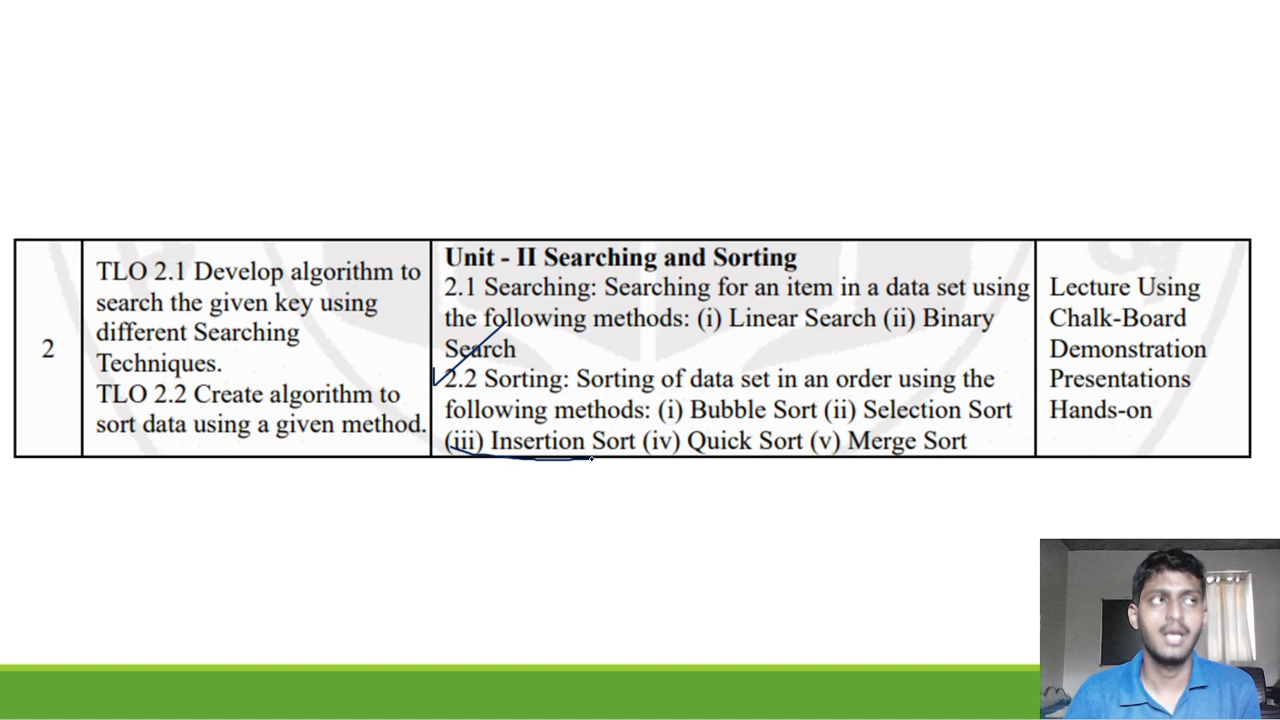 2
TLO 2.1 Develop algorithm to
search the given key using
different Searching
Techniques.
TLO 2.2 Create algorithm to
sort data using a given method.
Unit - II Searching and Sorting
2.1 Searching: Searching for an item in a data set using
the following methods: (i) Linear Search (ii) Binary
Search
2.2 Sorting: Sorting of data set in an order using the
following methods: (i) Bubble Sort (ii) Selection Sort
(iii) Insertion Sort (iv) Quick Sort (v) Merge Sort
Lecture Using
Chalk-Board
Demonstration
Presentations
Hands-on